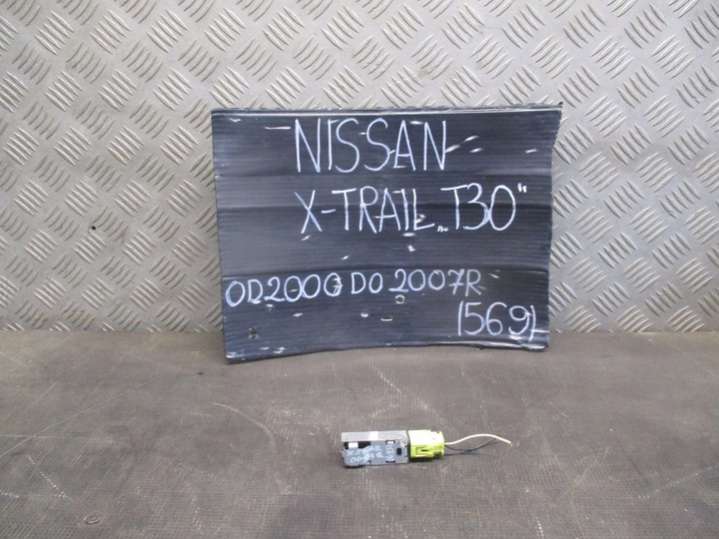 NISSAN
X-TRAIL „T30"
OD 2000 DO 2007R
(569)